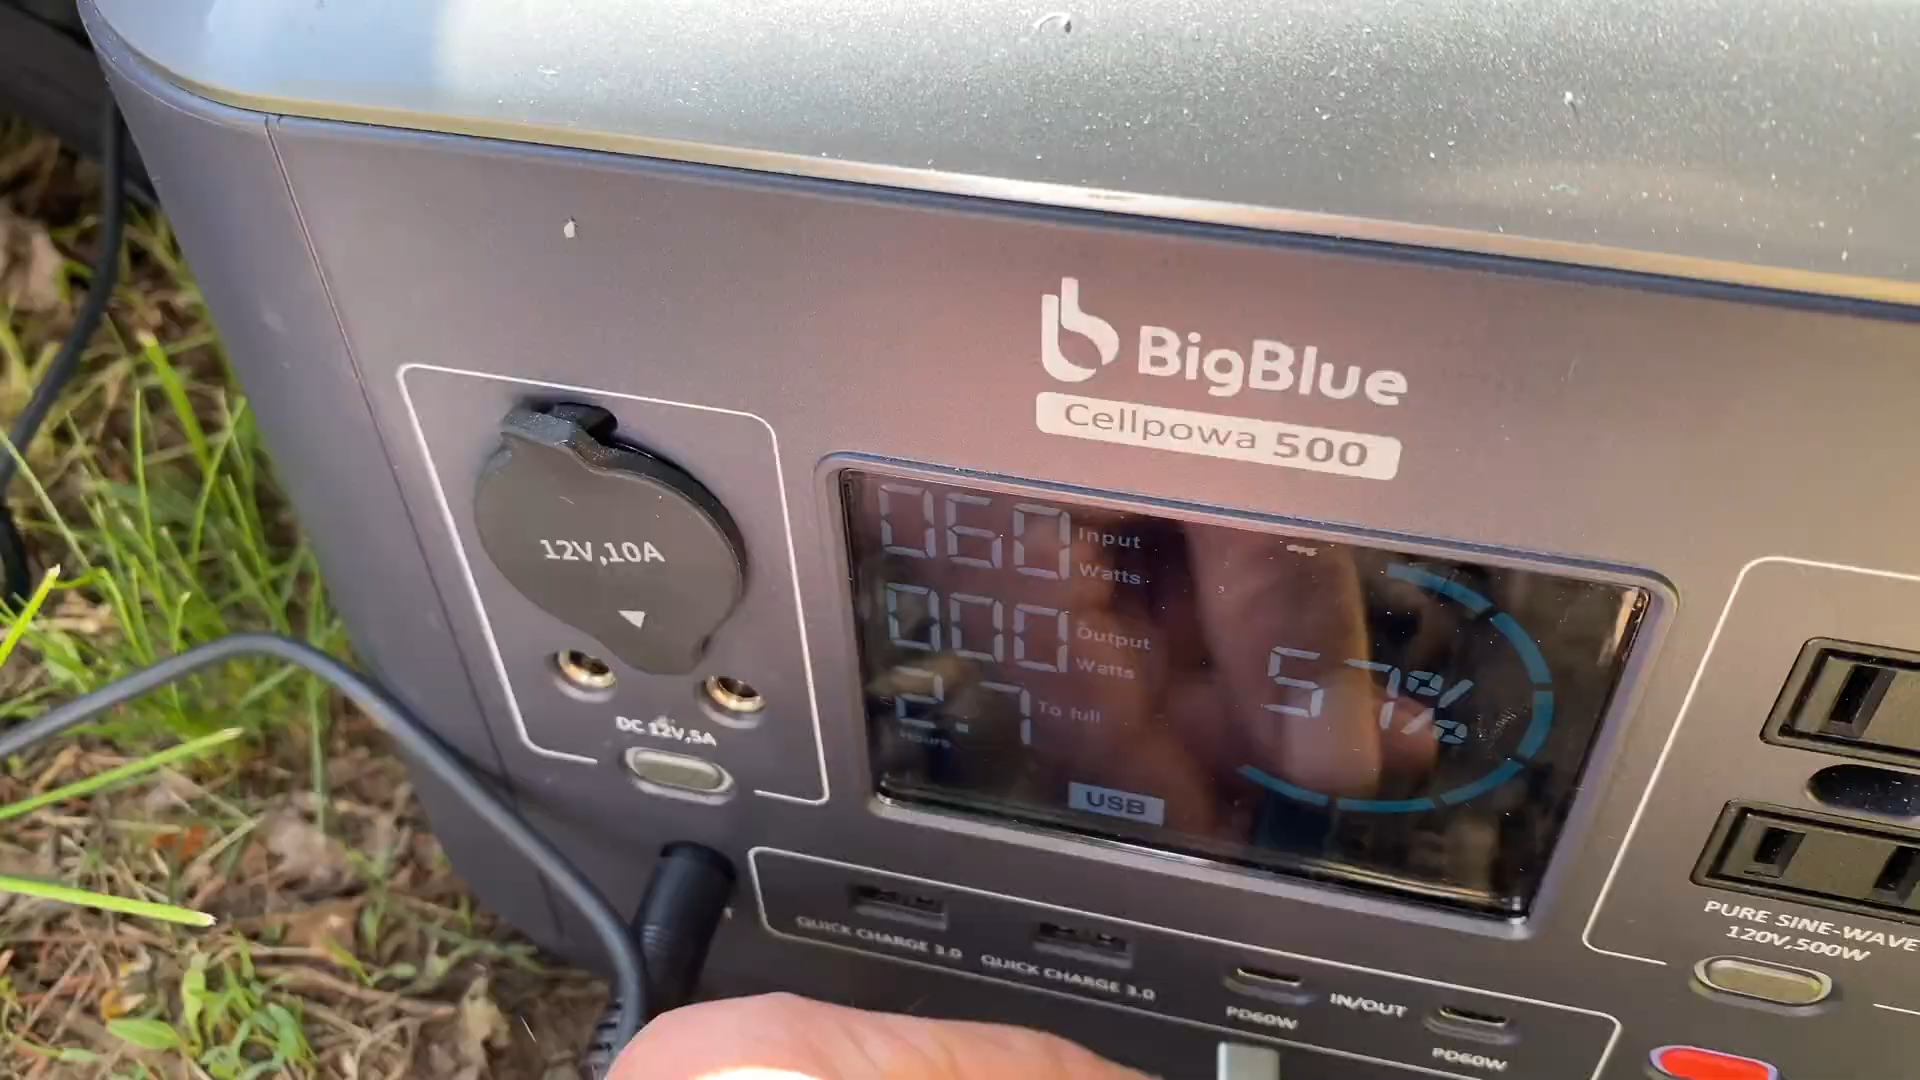 BigBlue
Cellpowa 500
12V,10A
DC 12V,5A
060 Input
Watts
000 Output
Watts
2.7 To full
Hours
57%
USB
QUICK CHARGE 3.0
QUICK CHARGE 3.0
PD60W
IN/OUT
PD60W
PURE SINE-WAVE
120V,500W